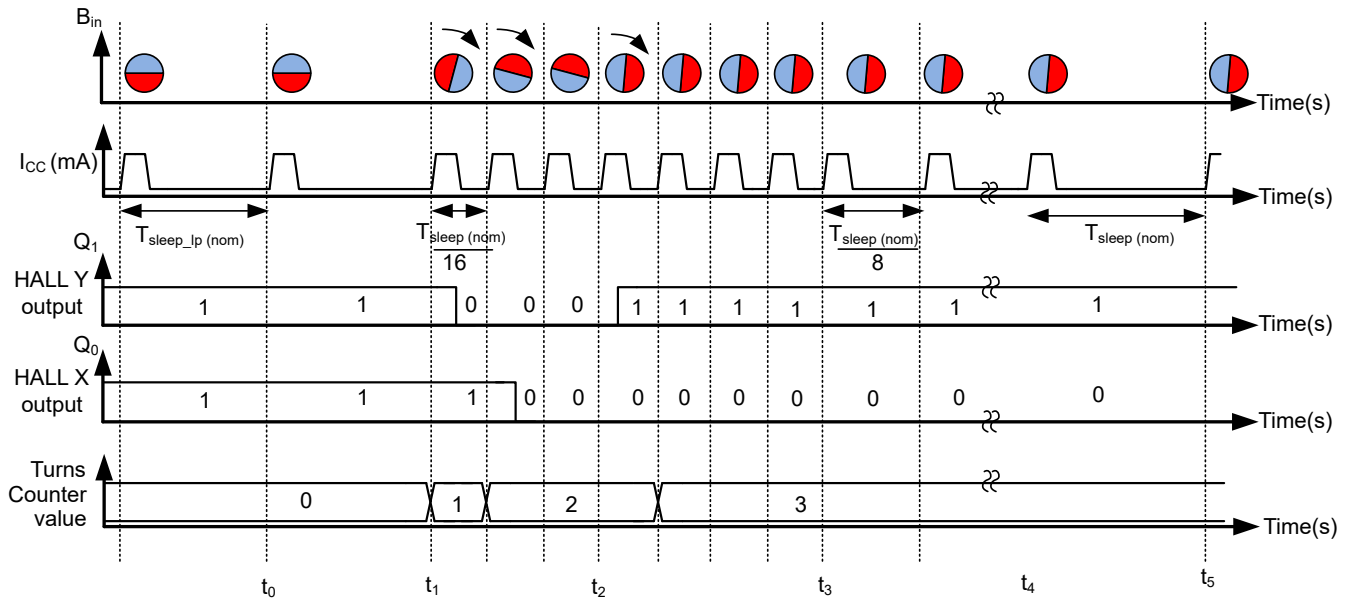 B_in
Time(s)
I_CC (mA)
Time(s)
T_sleep_lp (nom)
T_sleep (nom)
16
T_sleep (nom)
8
T_sleep (nom)
Q_1
HALL Y
output
1 1 0 0 0 1 1 1 1 1 1 1
Time(s)
Q_0
HALL X
output
1 1 1 0 0 0 0 0 0 0 0 0
Time(s)
Turns
Counter
value
0 1 2 3
Time(s)
t_0 t_1 t_2 t_3 t_4 t_5